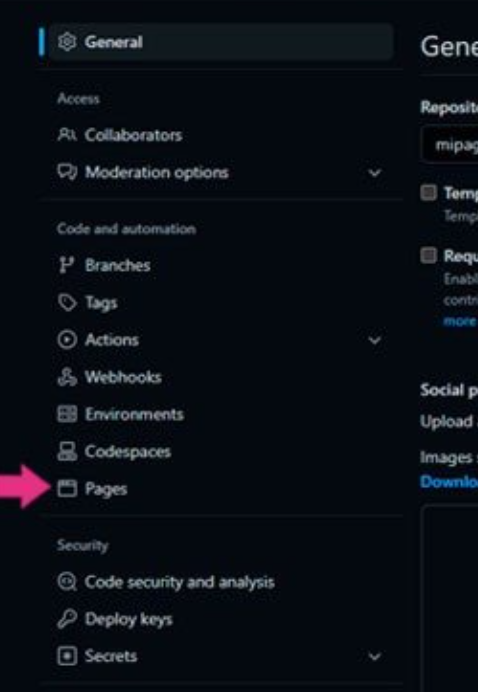 General
Access
Collaborators
Moderation options
Code and automation
Branches
Tags
Actions
Webhooks
Environments
Codespaces
Pages
Security
Code security and analysis
Deploy keys
Secrets
Gene
Reposit
mipag
Temp
Temp
Requ
Enabl
contri
more
Social p
Upload
Images
Downlo